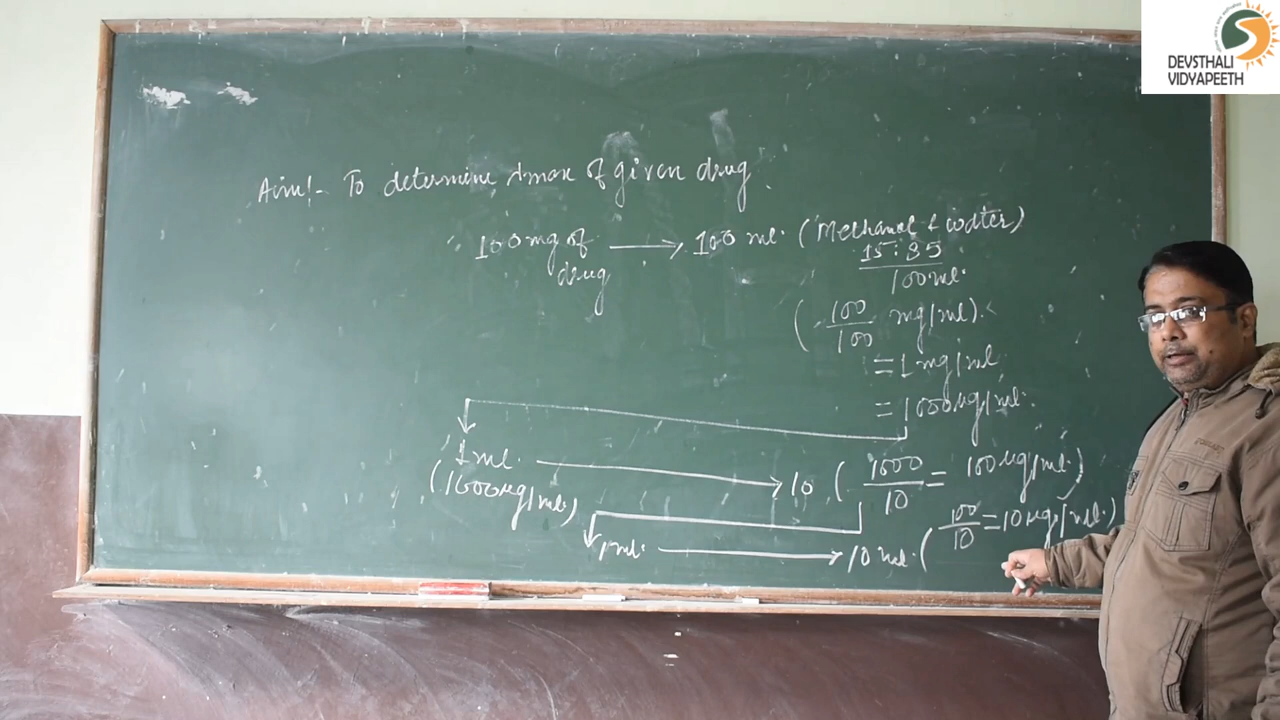 DEVSTHALI
VIDYAPEETH
Aim!- To determine λmax of given drug.
100 mg of drug → 100 ml. (Methanol + water)
15:85
100 ml.
(100/100 mg/ml).
= 1 mg/ml
= 1000 μg/ml.
1 ml. → 10 (1000/10 = 100 μg/ml.)
(1000 μg/ml)
1 ml. → 10 ml. (100/10 = 10 μg/ml.)